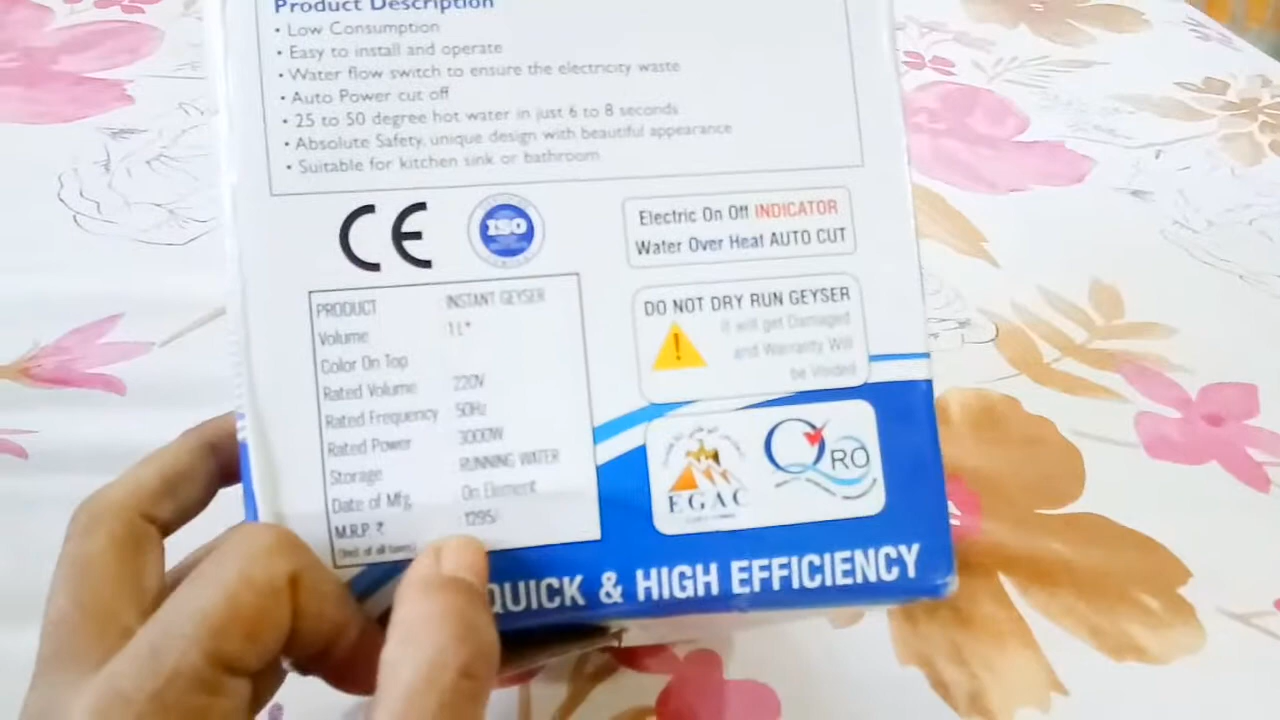 Product Description
• Low Consumption
• Easy to install and operate
• Water flow switch to ensure the electricity waste
• Auto Power cut off
• 25 to 50 degree hot water in just 6 to 8 seconds
• Absolute Safety, unique design with beautiful appearance
• Suitable for kitchen sink or bathroom
CE
ISO
Electric On Off INDICATOR
Water Over Heat AUTO CUT
PRODUCT INSTANT GEYSER
Volume 1 L*
Color On Top
Rated Volume 220V
Rated Frequency 50Hz
Rated Power 3000W
Storage RUNNING WATER
Date of Mfg. On Element
M.R.P. ₹ 1295/
(Incl. of all taxes)
DO NOT DRY RUN GEYSER
It will get Damaged
and Warranty Will
be Voided
EGAC
QRO
QUICK & HIGH EFFICIENCY